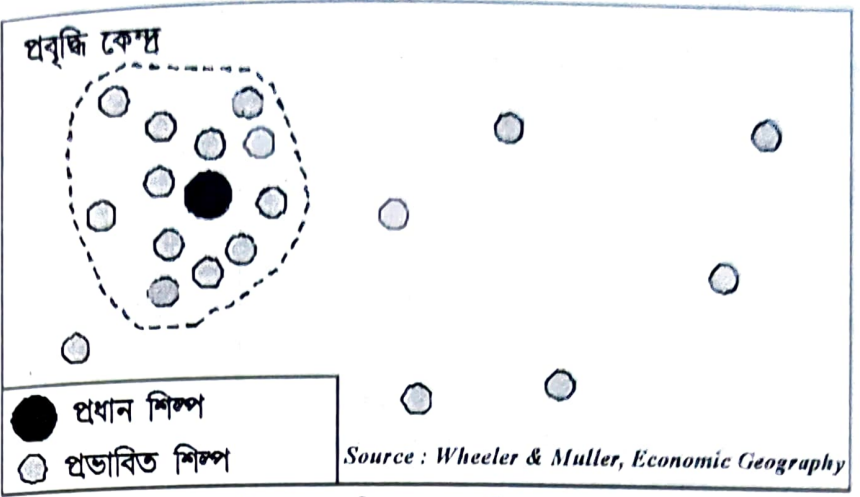 প্রবৃদ্ধি কেন্দ্র
প্রধান শিল্প
প্রভাবিত শিল্প
Source : Wheeler & Muller, Economic Geography